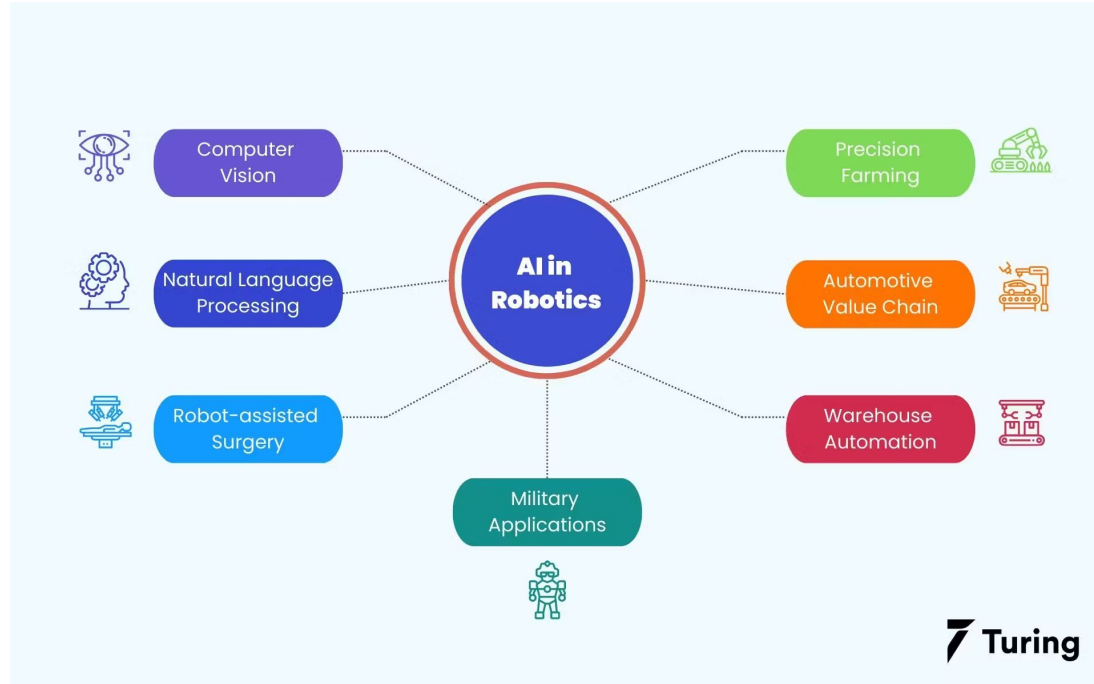 Computer
Vision
Natural Language
Processing
Robot-assisted
Surgery
AI in
Robotics
Military
Applications
Precision
Farming
Automotive
Value Chain
Warehouse
Automation
Turing